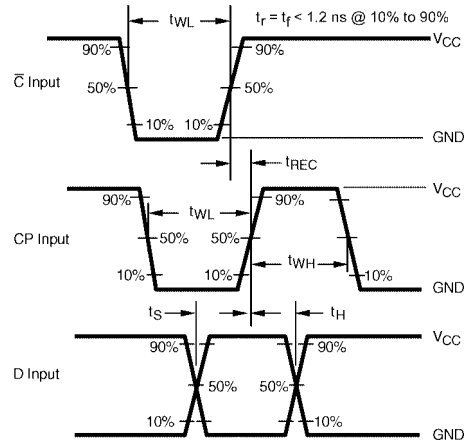 tWL tr = tf < 1.2 ns @ 10% to 90%
VCC
90% 90%
C̅ Input 50% 50%
10% 10%
GND
tREC
VCC
90% tWL 90%
CP Input 50% 50%
tWH
10% 10% 10%
GND
tS tH
VCC
90% 90%
D Input 50% 50%
10% 10%
GND